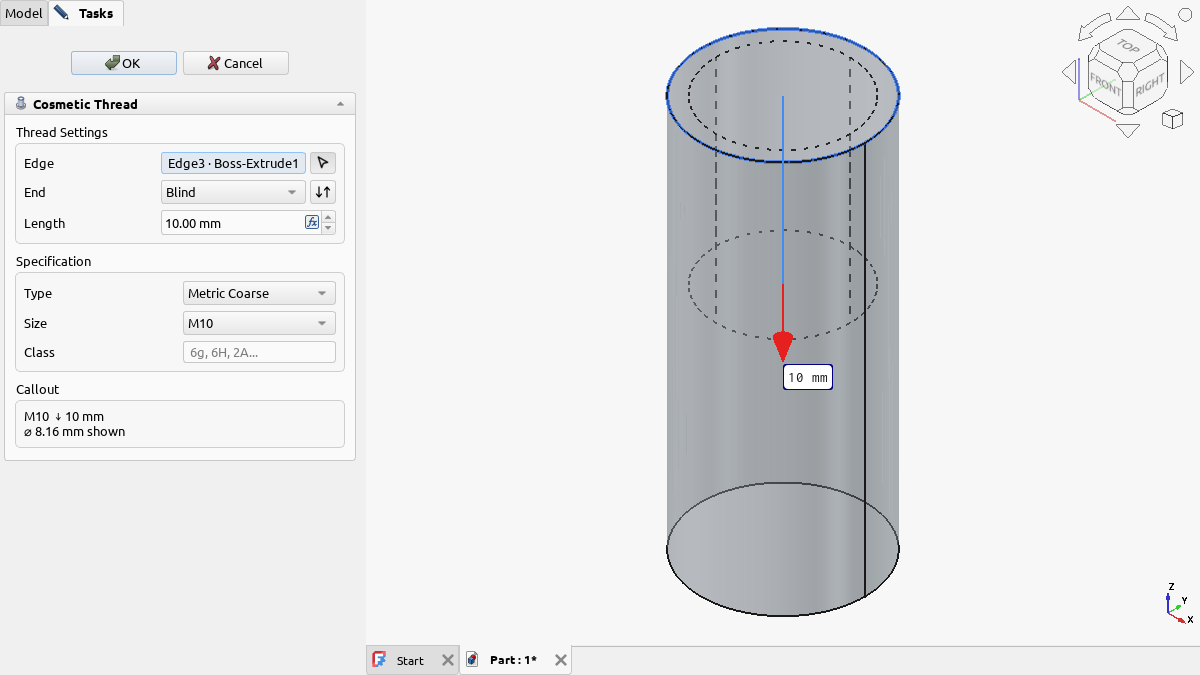 Model
Tasks
OK
Cancel
Cosmetic Thread
Thread Settings
Edge
Edge3 · Boss-Extrude1
End
Blind
Length
10.00 mm
fx
Specification
Type
Metric Coarse
Size
M10
Class
6g, 6H, 2A...
Callout
M10 ↓ 10 mm
⌀ 8.16 mm shown
10 mm
TOP
FRONT
RIGHT
Z
Y
X
Start
Part : 1*